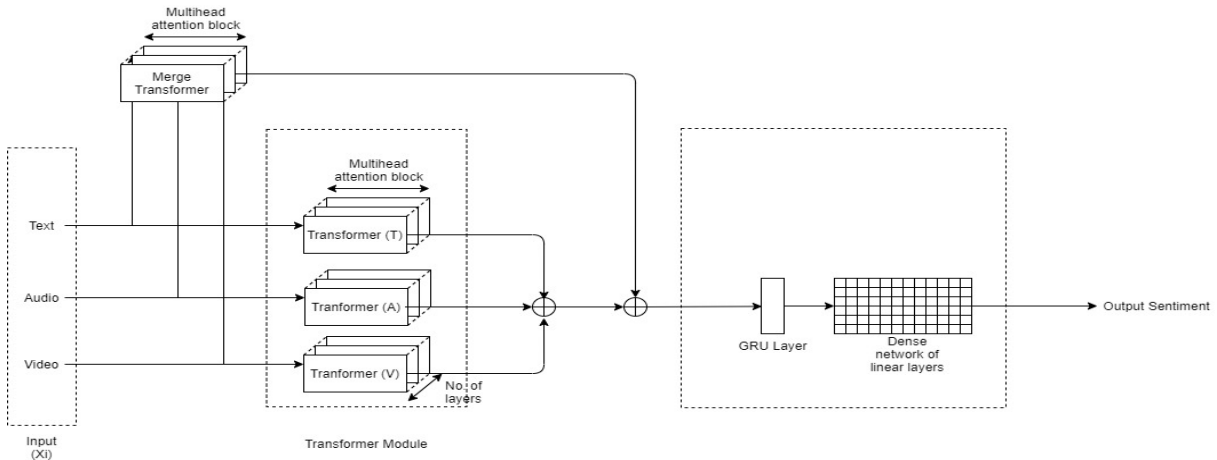 Multihead
attention block
Merge
Transformer
Multihead
attention block
Text
Transformer (T)
Audio
Tranformer (A)
Video
Tranformer (V)
No. of
layers
Input
(Xi)
Transformer Module
GRU Layer
Dense
network of
linear layers
Output Sentiment